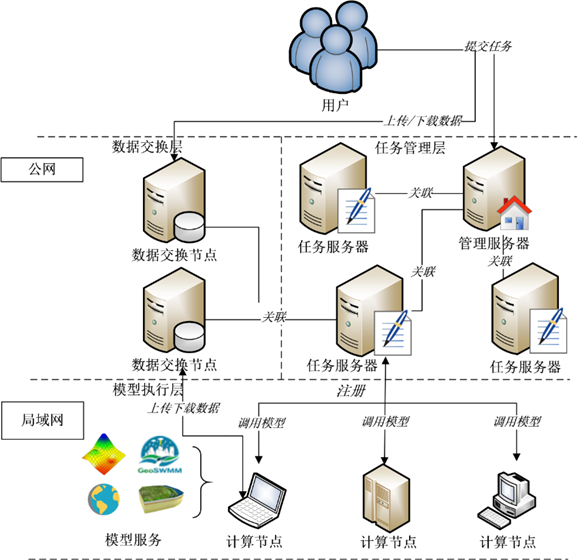 提交任务
用户
上传/下载数据
数据交换层
任务管理层
公网
关联
数据交换节点
任务服务器
管理服务器
关联
关联
关联
数据交换节点
任务服务器
任务服务器
模型执行层
注册
上传下载数据
局域网
调用模型
调用模型
调用模型
GeoSWMM
模型服务
计算节点
计算节点
计算节点